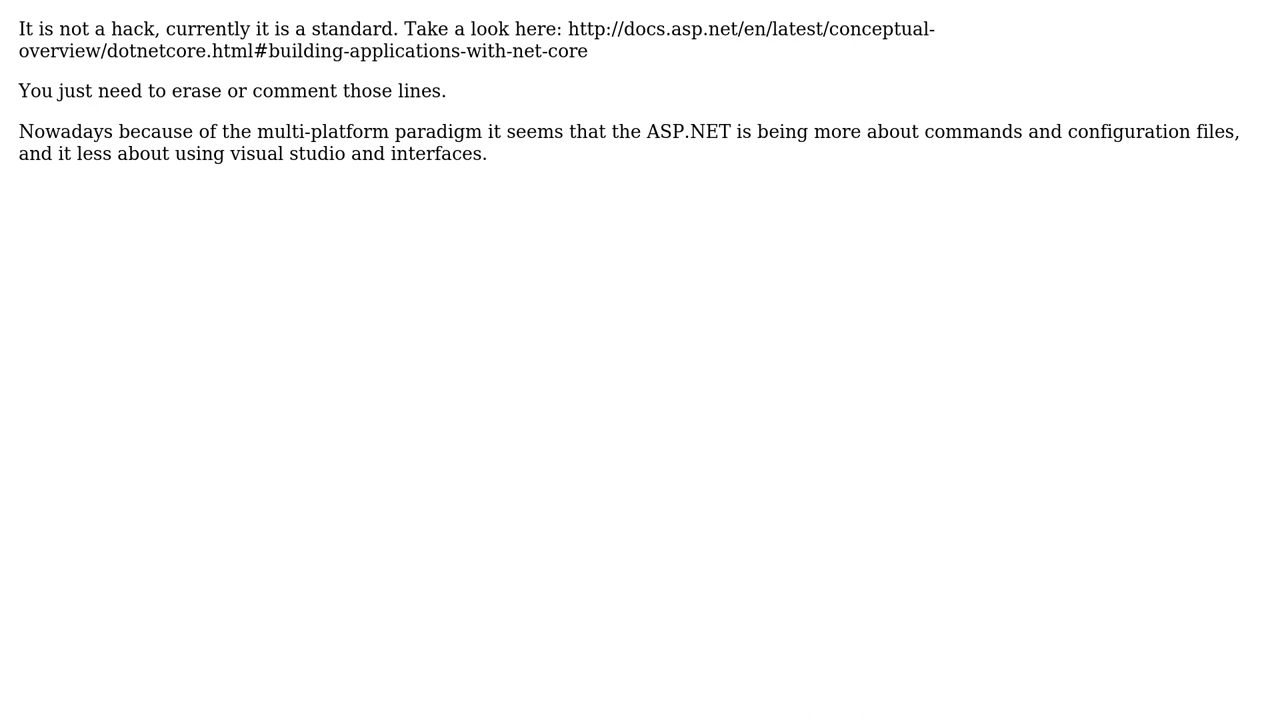 It is not a hack, currently it is a standard. Take a look here: http://docs.asp.net/en/latest/conceptual-
overview/dotnetcore.html#building-applications-with-net-core
You just need to erase or comment those lines.
Nowadays because of the multi-platform paradigm it seems that the ASP.NET is being more about commands and configuration files,
and it less about using visual studio and interfaces.